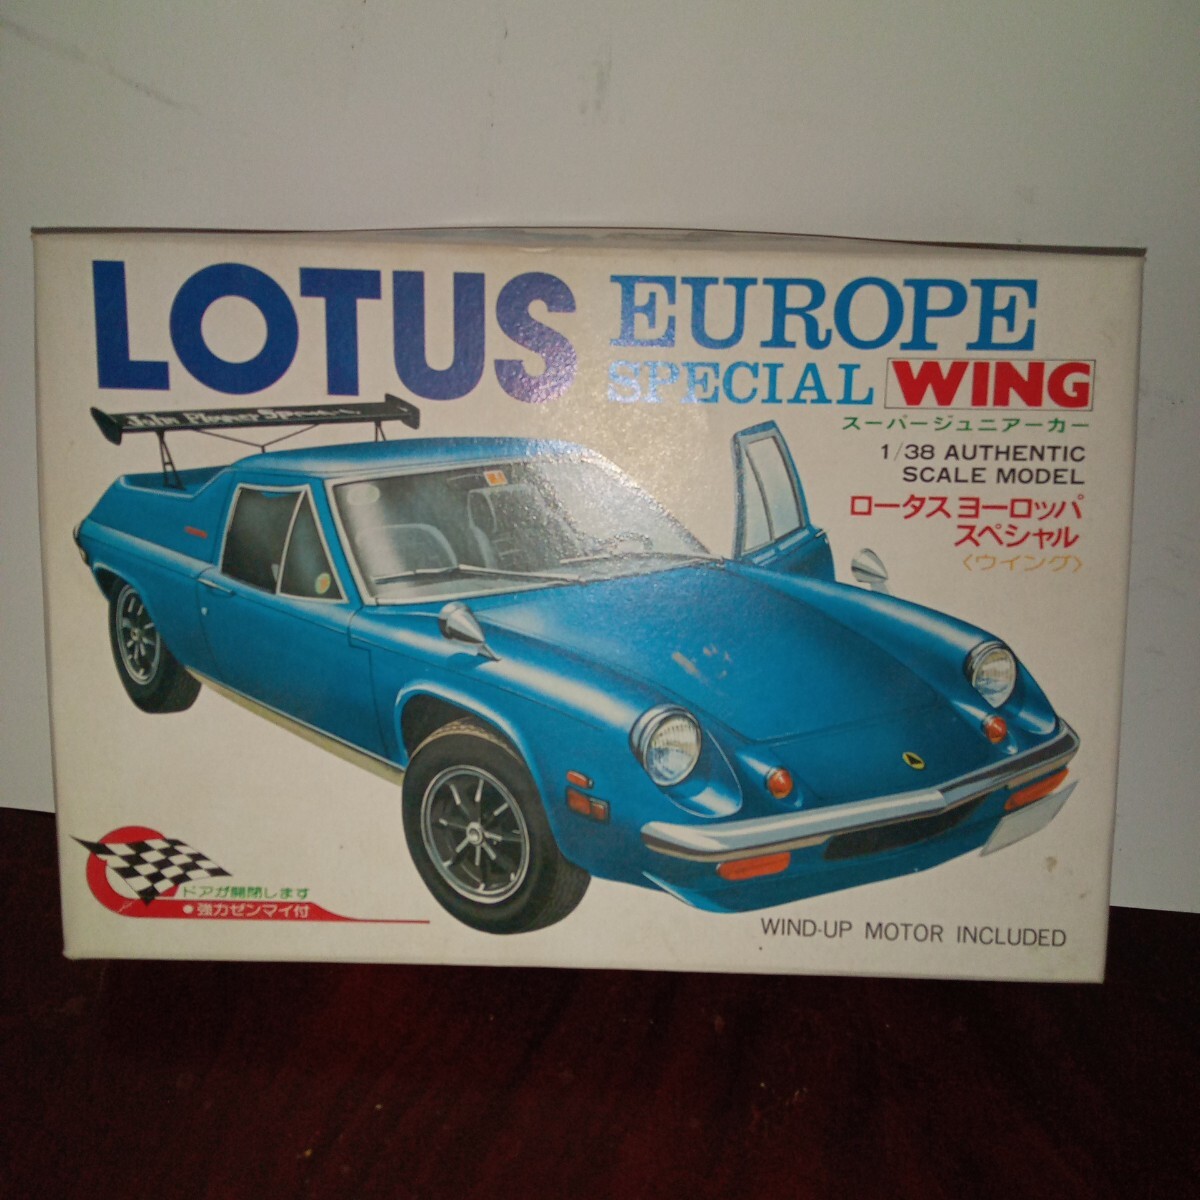 LOTUS EUROPE
SPECIAL WING
スーパージュニアーカー
1/38 AUTHENTIC
SCALE MODEL
ロータス ヨーロッパ
スペシャル
〈ウイング〉
John Player Special
ドアが開閉します
●強力ゼンマイ付
WIND-UP MOTOR INCLUDED